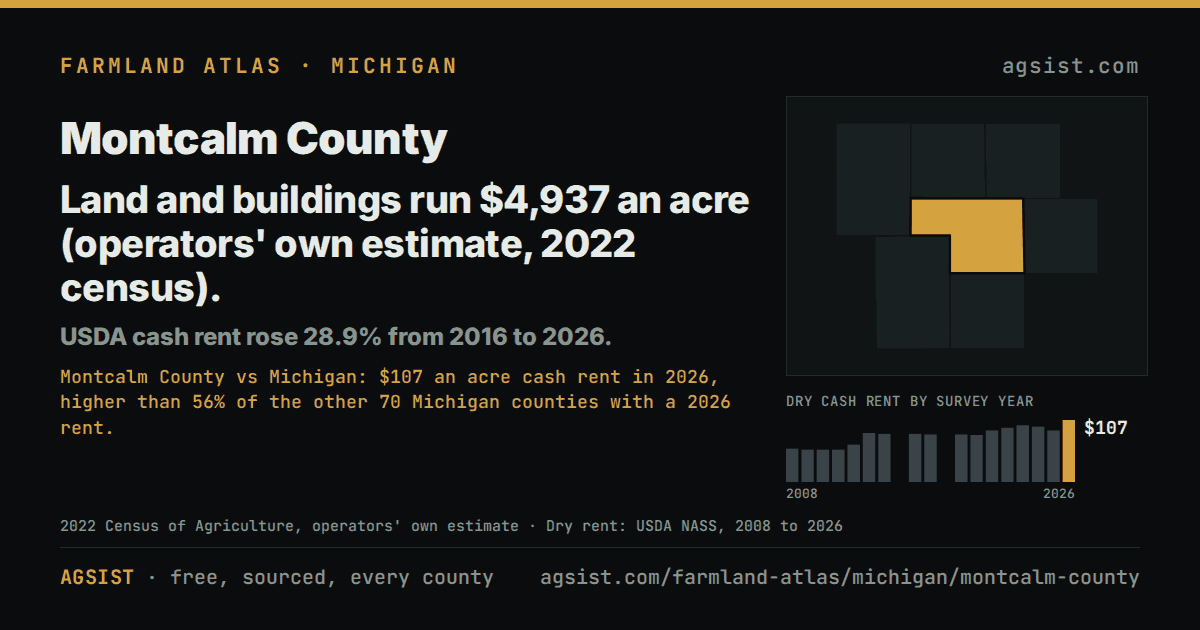 FARMLAND ATLAS · MICHIGAN
agsist.com
Montcalm County
Land and buildings run $4,937 an acre
(operators' own estimate, 2022
census).
USDA cash rent rose 28.9% from 2016 to 2026.
Montcalm County vs Michigan: $107 an acre cash rent in 2026,
higher than 56% of the other 70 Michigan counties with a 2026
rent.
DRY CASH RENT BY SURVEY YEAR
$107
2008 2026
2022 Census of Agriculture, operators' own estimate · Dry rent: USDA NASS, 2008 to 2026
AGSIST · free, sourced, every county
agsist.com/farmland-atlas/michigan/montcalm-county